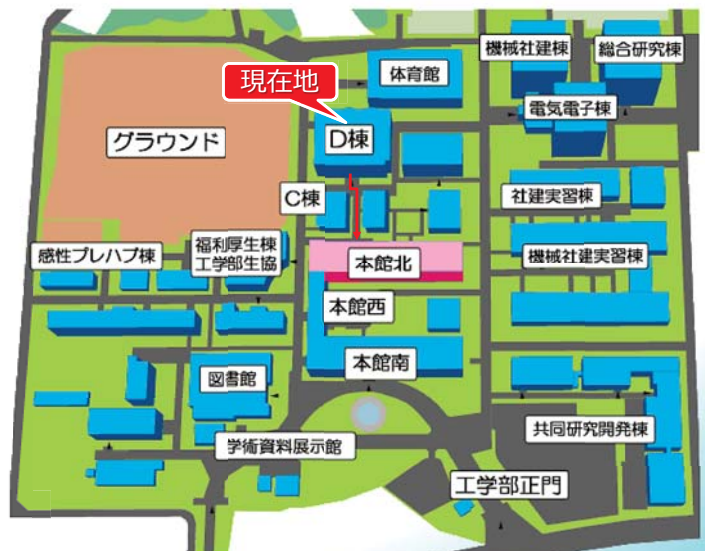 機械社建棟
総合研究棟
体育館
現在地
電気電子棟
グラウンド
D棟
C棟
社建実習棟
福利厚生棟
工学部生協
感性プレハブ棟
本館北
機械社建実習棟
本館西
本館南
図書館
共同研究開発棟
学術資料展示館
工学部正門